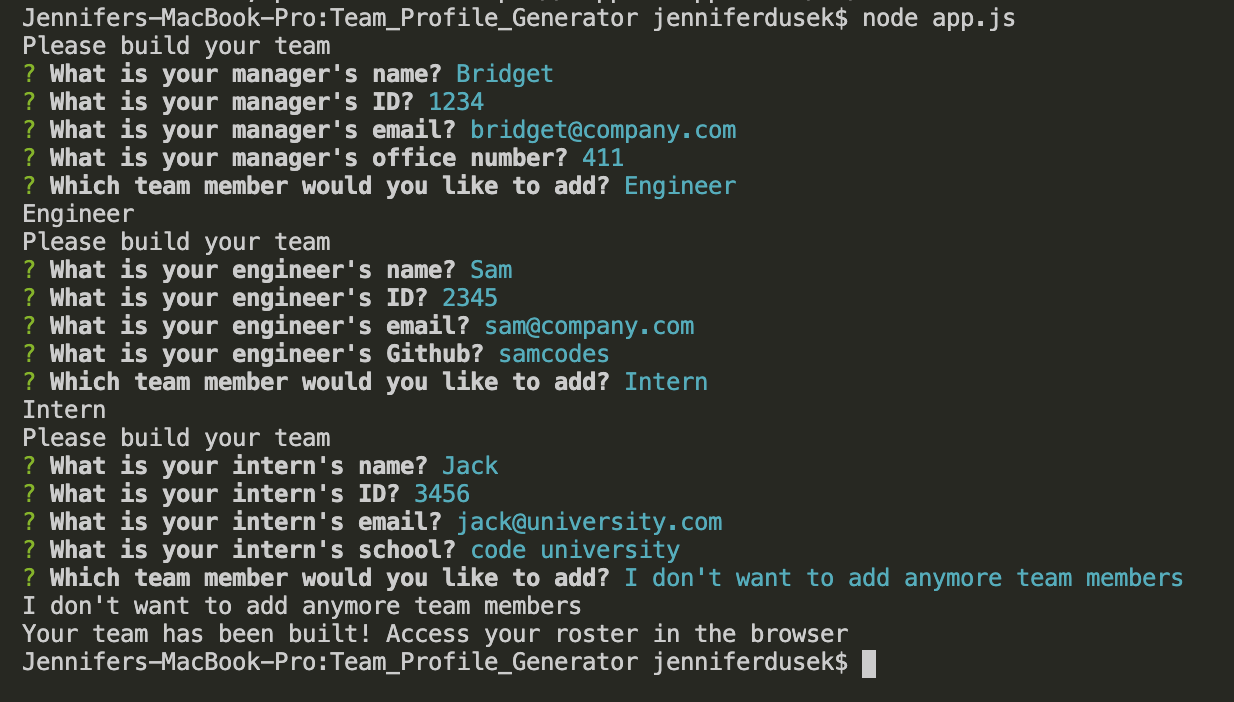 Jennifers-MacBook-Pro:Team_Profile_Generator jenniferdusek$ node app.js
Please build your team
? What is your manager's name? Bridget
? What is your manager's ID? 1234
? What is your manager's email? bridget@company.com
? What is your manager's office number? 411
? Which team member would you like to add? Engineer
Engineer
Please build your team
? What is your engineer's name? Sam
? What is your engineer's ID? 2345
? What is your engineer's email? sam@company.com
? What is your engineer's Github? samcodes
? Which team member would you like to add? Intern
Intern
Please build your team
? What is your intern's name? Jack
? What is your intern's ID? 3456
? What is your intern's email? jack@university.com
? What is your intern's school? code university
? Which team member would you like to add? I don't want to add anymore team members
I don't want to add anymore team members
Your team has been built! Access your roster in the browser
Jennifers-MacBook-Pro:Team_Profile_Generator jenniferdusek$